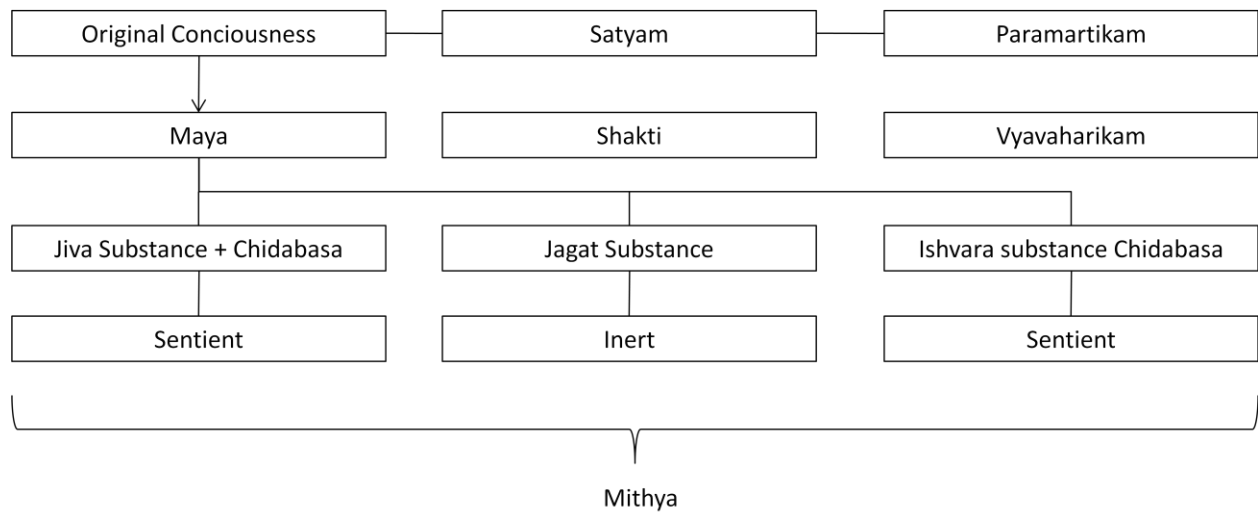 Original Conciousness
Satyam
Paramartikam
Maya
Shakti
Vyavaharikam
Jiva Substance + Chidabasa
Jagat Substance
Ishvara substance Chidabasa
Sentient
Inert
Sentient
Mithya